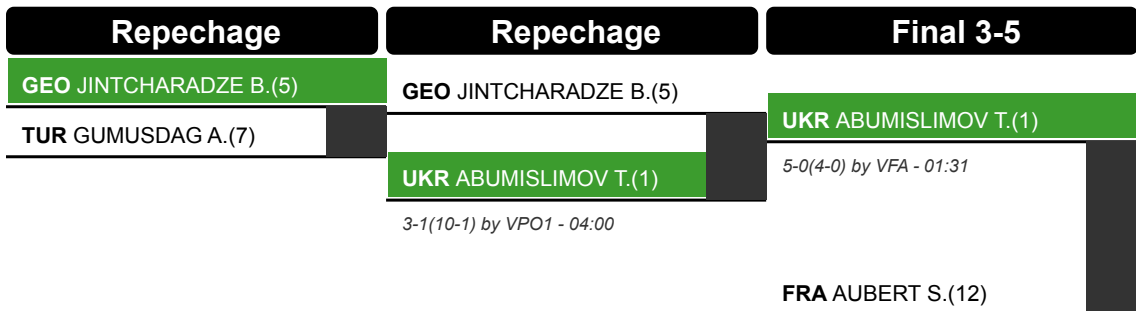 Repechage
GEO JINTCHARADZE B.(5)
TUR GUMUSDAG A.(7)
Repechage
GEO JINTCHARADZE B.(5)
UKR ABUMISLIMOV T.(1)
3-1(10-1) by VPO1 - 04:00
Final 3-5
UKR ABUMISLIMOV T.(1)
5-0(4-0) by VFA - 01:31
FRA AUBERT S.(12)